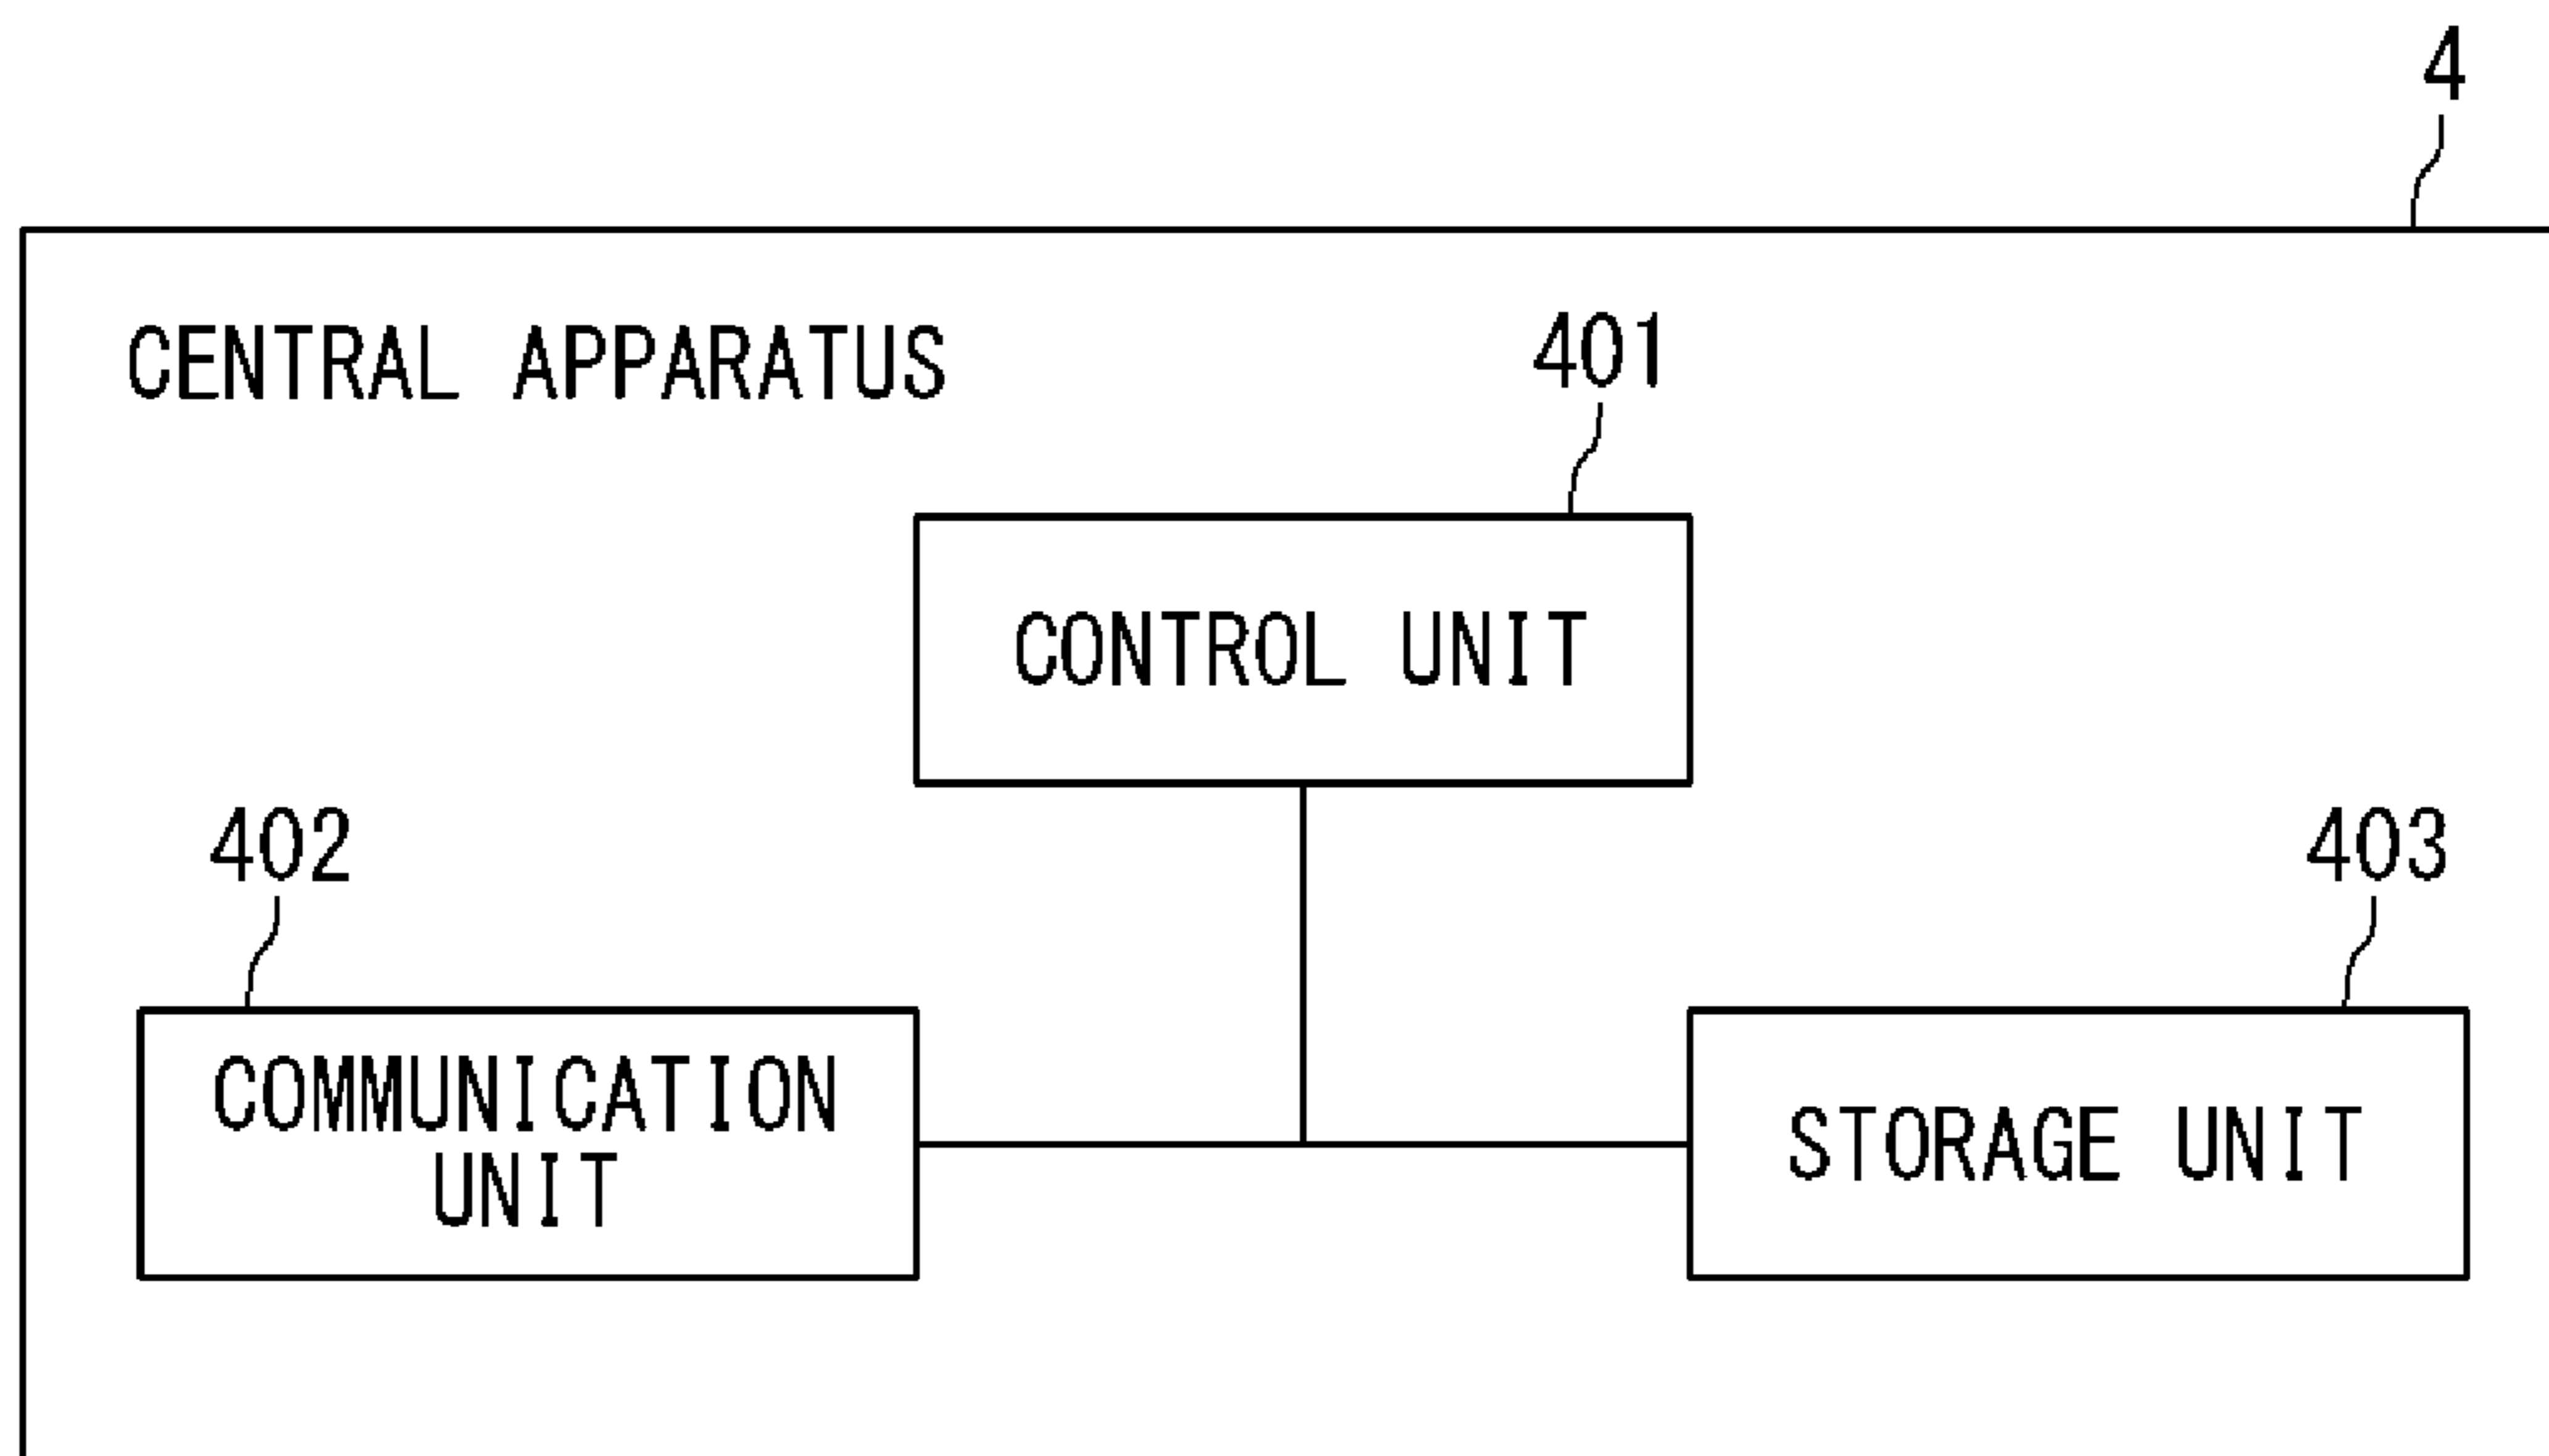 4
CENTRAL APPARATUS
401
CONTROL UNIT
402
403
COMMUNICATION
UNIT
STORAGE UNIT